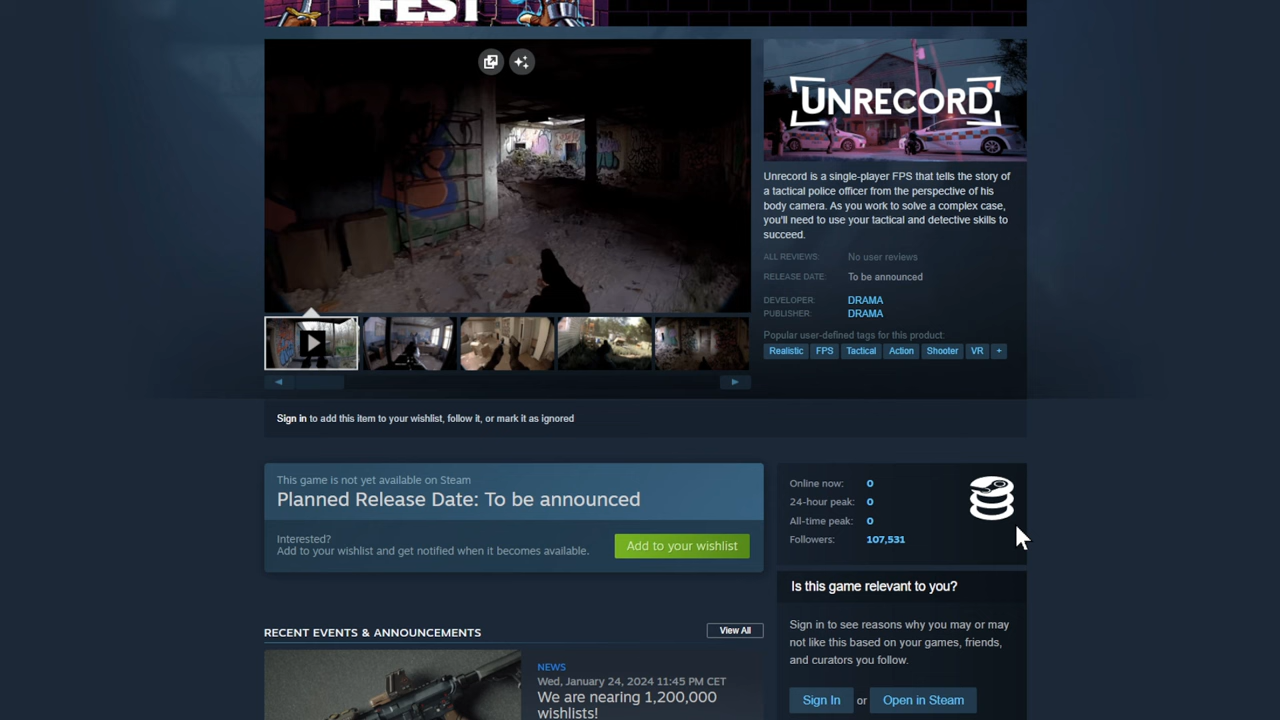 FEST
UNRECORD
Unrecord is a single-player FPS that tells the story of
a tactical police officer from the perspective of his
body camera. As you work to solve a complex case,
you'll need to use your tactical and detective skills to
succeed.
ALL REVIEWS: No user reviews
RELEASE DATE: To be announced
DEVELOPER: DRAMA
PUBLISHER: DRAMA
Popular user-defined tags for this product:
Realistic FPS Tactical Action Shooter VR +
Sign in to add this item to your wishlist, follow it, or mark it as ignored
This game is not yet available on Steam
Planned Release Date: To be announced
Interested?
Add to your wishlist and get notified when it becomes available.
Add to your wishlist
Online now: 0
24-hour peak: 0
All-time peak: 0
Followers: 107,531
Is this game relevant to you?
Sign in to see reasons why you may or may
not like this based on your games, friends,
and curators you follow.
Sign In or Open in Steam
RECENT EVENTS & ANNOUNCEMENTS
View All
NEWS
Wed, January 24, 2024 11:45 PM CET
We are nearing 1,200,000
wishlists!